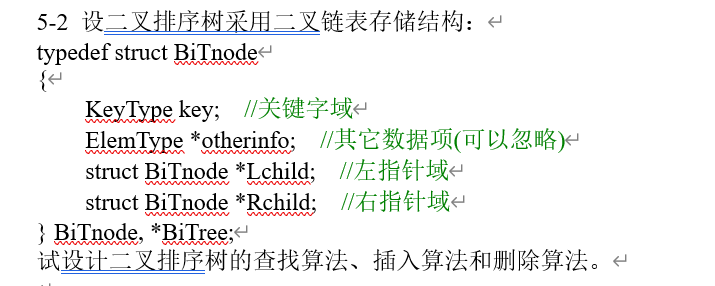 5-2 设二叉排序树采用二叉链表存储结构：
typedef struct BiTnode
{
KeyType key; //关键字域
ElemType *otherinfo; //其它数据项(可以忽略)
struct BiTnode *Lchild; //左指针域
struct BiTnode *Rchild; //右指针域
} BiTnode, *BiTree;
试设计二叉排序树的查找算法、插入算法和删除算法。